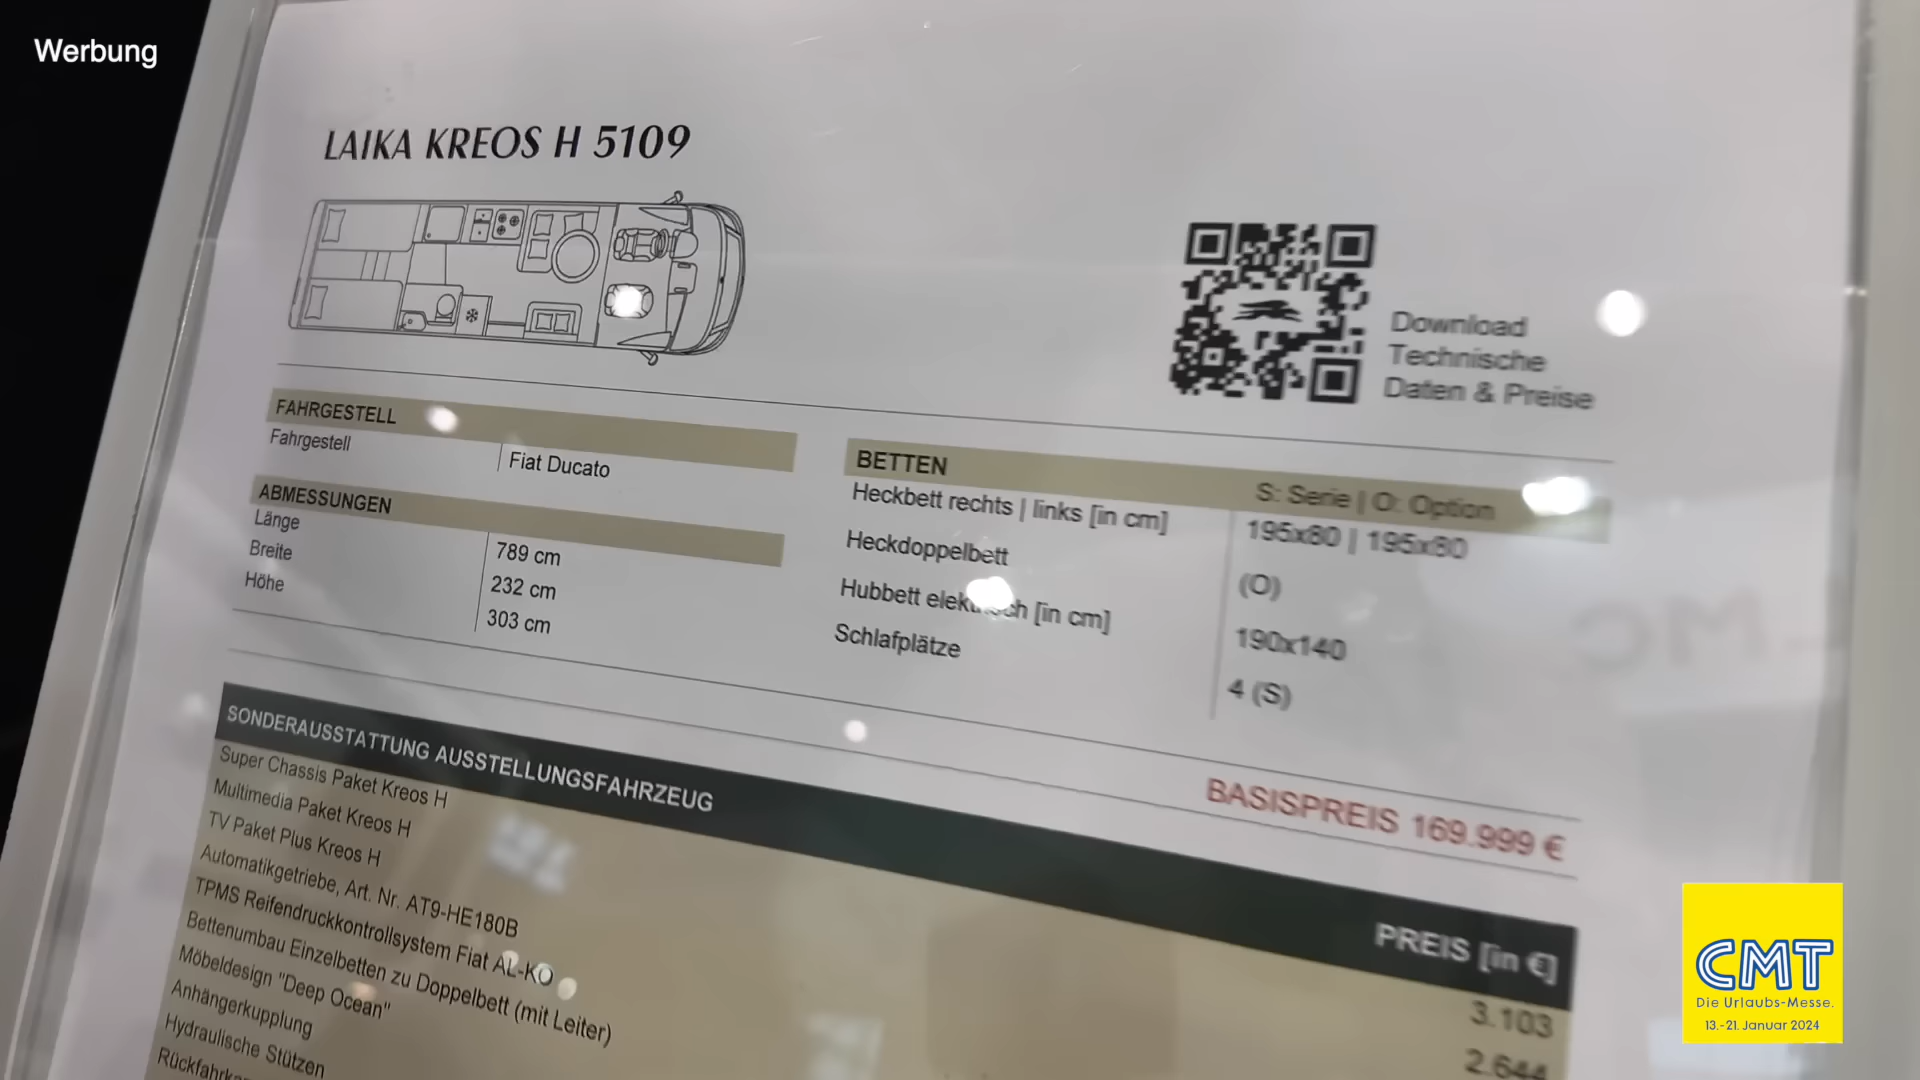 Werbung
LAIKA KREOS H 5109
Download
Technische
Daten & Preise
FAHRGESTELL
Fahrgestell Fiat Ducato
ABMESSUNGEN
Länge 789 cm
Breite 232 cm
Höhe 303 cm
BETTEN S: Serie | O: Option
Heckbett rechts | links [in cm] 195x80 | 195x80
Heckdoppelbett (O)
Hubbett elektrisch [in cm] 190x140
Schlafplätze 4 (S)
BASISPREIS 169.999 €
SONDERAUSSTATTUNG AUSSTELLUNGSFAHRZEUG PREIS [in €]
Super Chassis Paket Kreos H 3.103
Multimedia Paket Kreos H 2.644
TV Paket Plus Kreos H
Automatikgetriebe, Art. Nr. AT9-HE180B
TPMS Reifendruckkontrollsystem Fiat AL-KO
Bettenumbau Einzelbetten zu Doppelbett (mit Leiter)
Möbeldesign "Deep Ocean"
Anhängerkupplung
Hydraulische Stützen
CMT
Die Urlaubs-Messe.
13.-21. Januar 2024